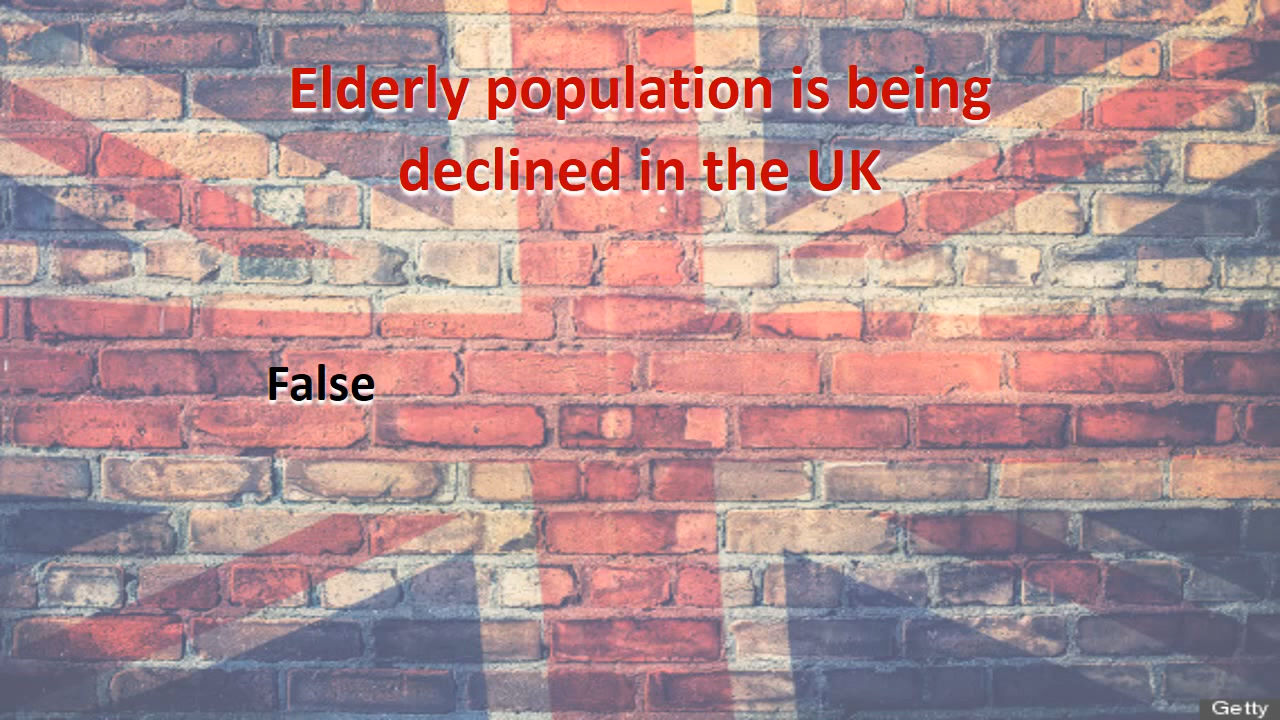 Elderly population is being
declined in the UK
False
Getty